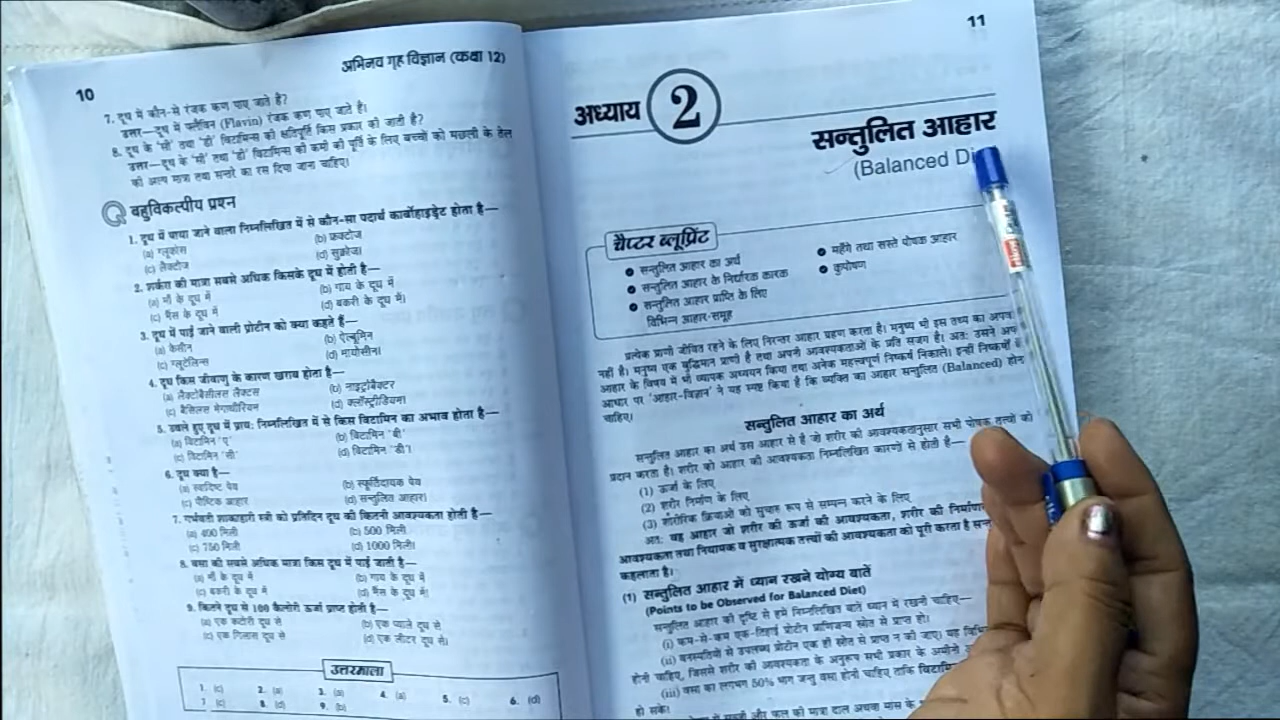 10
अभिनव गृह विज्ञान (कक्षा 12)
7. दूध में कौन-से रंजक कण पाए जाते हैं?
उत्तर—दूध में फ्लैविन (Flavin) रंजक कण पाए जाते हैं।
8. दूध के 'सी' तथा 'डी' विटामिन्स की क्षतिपूर्ति किस प्रकार की जाती है?
उत्तर—दूध के 'सी' तथा 'डी' विटामिन्स की कमी की पूर्ति के लिए बच्चों को मछली के तेल
की अल्प मात्रा तथा सन्तरे का रस दिया जाना चाहिए।
बहुविकल्पीय प्रश्न
1. दूध में पाया जाने वाला निम्नलिखित में से कौन-सा पदार्थ कार्बोहाइड्रेट होता है—
(a) ग्लूकोस (b) फ्रक्टोज
(c) लैक्टोज (d) सुक्रोज।
2. शर्करा की मात्रा सबसे अधिक किसके दूध में होती है—
(a) माँ के दूध में (b) गाय के दूध में
(c) भैंस के दूध में (d) बकरी के दूध में।
3. दूध में पाई जाने वाली प्रोटीन को क्या कहते हैं—
(a) केसीन (b) ऐल्बूमिन
(c) ग्लूटेलिन्स (d) मायोसीन।
4. दूध किस जीवाणु के कारण खराब होता है—
(a) लैक्टोबैसीलस लैक्टस (b) नाइट्रोबैक्टर
(c) बैसिलस मेगाथीरियन (d) क्लॉस्ट्रीडियम।
5. उबले हुए दूध में प्राय: निम्नलिखित में से किस विटामिन का अभाव होता है—
(a) विटामिन 'ए' (b) विटामिन 'बी'
(c) विटामिन 'सी' (d) विटामिन 'डी'।
6. दूध क्या है—
(a) स्वादिष्ट पेय (b) स्फूर्तिदायक पेय
(c) पौष्टिक आहार (d) सन्तुलित आहार।
7. गर्भवती शाकाहारी स्त्री को प्रतिदिन दूध की कितनी आवश्यकता होती है—
(a) 400 मिली (b) 500 मिली
(c) 750 मिली (d) 1000 मिली।
8. वसा की सबसे अधिक मात्रा किस दूध में पाई जाती है—
(a) माँ के दूध में (b) गाय के दूध में
(c) बकरी के दूध में (d) भैंस के दूध में।
9. कितने दूध से 100 कैलोरी ऊर्जा प्राप्त होती है—
(a) एक कटोरी दूध से (b) एक प्याले दूध से
(c) एक गिलास दूध से (d) एक लीटर दूध से।
उत्तरमाला
1. (c) 2. (a) 3. (a) 4. (a) 5. (c) 6. (d)
7. (c) 8. (d) 9. (b)
11
अध्याय 2
सन्तुलित आहार
(Balanced Di
चैप्टर ब्लूप्रिंट
सन्तुलित आहार का अर्थ
सन्तुलित आहार के निर्धारक कारक
सन्तुलित आहार प्राप्ति के लिए
विभिन्न आहार-समूह
महँगे तथा सस्ते पोषक आहार
कुपोषण
प्रत्येक प्राणी जीवित रहने के लिए निरन्तर आहार ग्रहण करता है। मनुष्य भी इस तथ्य का अपव
नहीं है। मनुष्य एक बुद्धिमान प्राणी है तथा अपनी आवश्यकताओं के प्रति सजग है। अत: उसने अप
आहार के विषय में भी व्यापक अध्ययन किया तथा अनेक महत्त्वपूर्ण निष्कर्ष निकाले। इन्हीं निष्कर्षों
आधार पर 'आहार-विज्ञान' ने यह स्पष्ट किया है कि व्यक्ति का आहार सन्तुलित (Balanced) होन
चाहिए।
सन्तुलित आहार का अर्थ
सन्तुलित आहार का अर्थ उस आहार से है जो शरीर की आवश्यकतानुसार सभी पोषक तत्त्वों को
प्रदान करता है। शरीर को आहार की आवश्यकता निम्नलिखित कारणों से होती है—
(1) ऊर्जा के लिए
(2) शरीर निर्माण के लिए
(3) शारीरिक क्रियाओं को सुचारु रूप से सम्पन्न करने के लिए
अत: वह आहार जो शरीर की ऊर्जा की आवश्यकता, शरीर की निर्माण
आवश्यकता तथा नियामक व सुरक्षात्मक तत्त्वों की आवश्यकता को पूरी करता है सन्
कहलाता है।
(1) सन्तुलित आहार में ध्यान रखने योग्य बातें
(Points to be Observed for Balanced Diet)
सन्तुलित आहार की दृष्टि से हमें निम्नलिखित बातें ध्यान में रखनी चाहिए—
(i) कम-से-कम एक-तिहाई प्रोटीन प्राणिजन्य स्रोत से प्राप्त हो।
(ii) वनस्पतियों से उपलब्ध प्रोटीन एक ही स्रोत से प्राप्त न की जाए। यह विभि
होनी चाहिए, जिससे शरीर की आवश्यकता के अनुरूप सभी प्रकार के अमीनो
(iii) वसा का लगभग 50% भाग जन्तु वसा होनी चाहिए ताकि विटामि
हो सके।